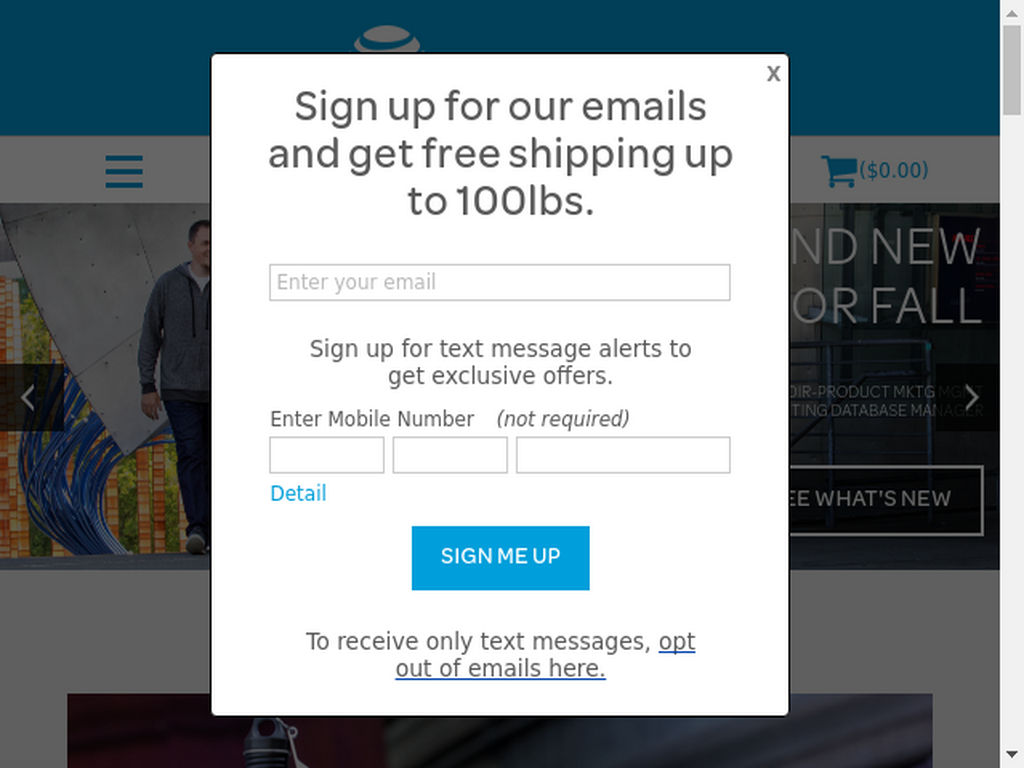 X
Sign up for our emails
and get free shipping up
to 100lbs.
($0.00)
ND NEW
OR FALL
Enter your email
Sign up for text message alerts to
get exclusive offers.
DIR-PRODUCT MKTG MGMT
TING DATABASE MANAGER
Enter Mobile Number (not required)
Detail
EE WHAT'S NEW
SIGN ME UP
To receive only text messages, opt
out of emails here.